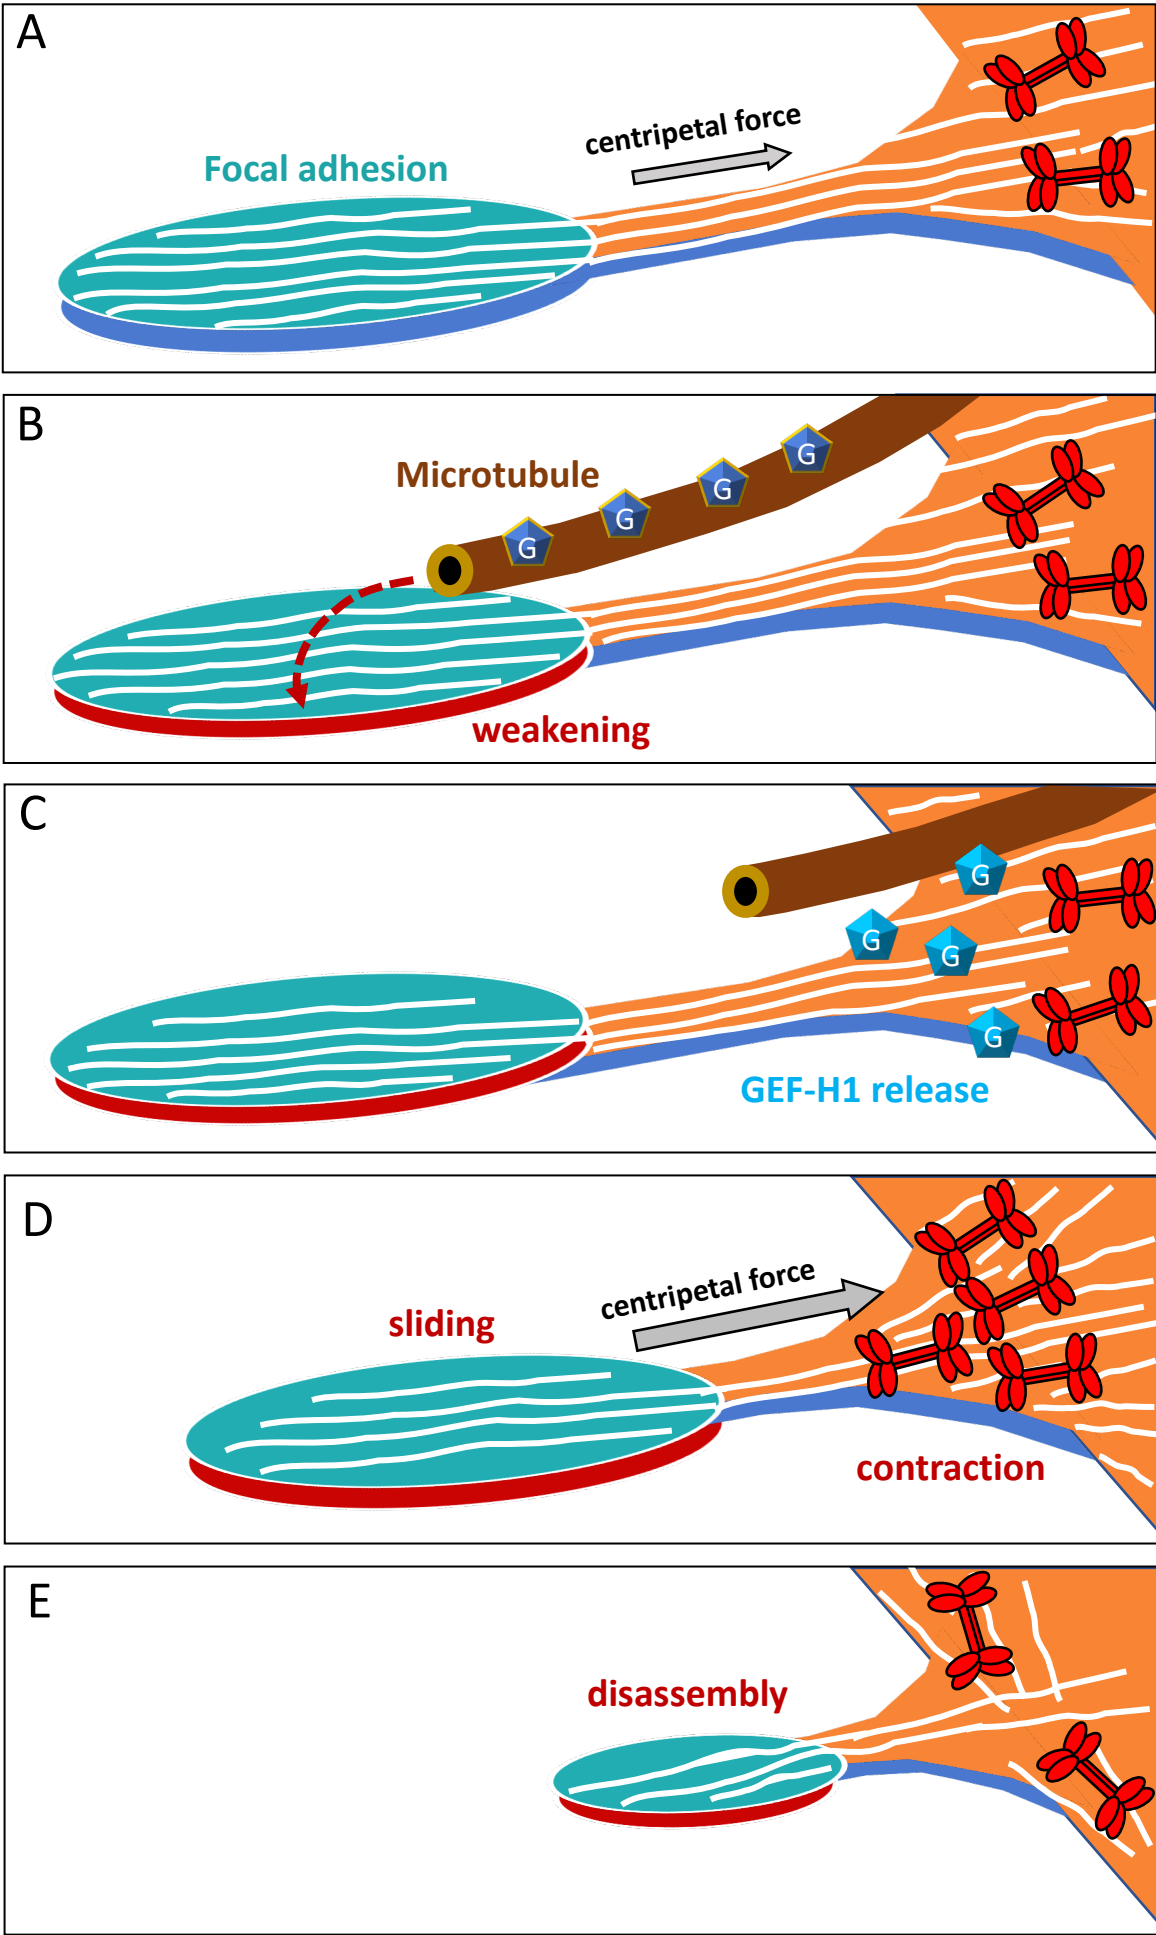 A
centripetal force
Focal adhesion
B
Microtubule
G
G
G
G
weakening
C
G
G
G
G
GEF-H1 release
D
centripetal force
sliding
contraction
E
disassembly